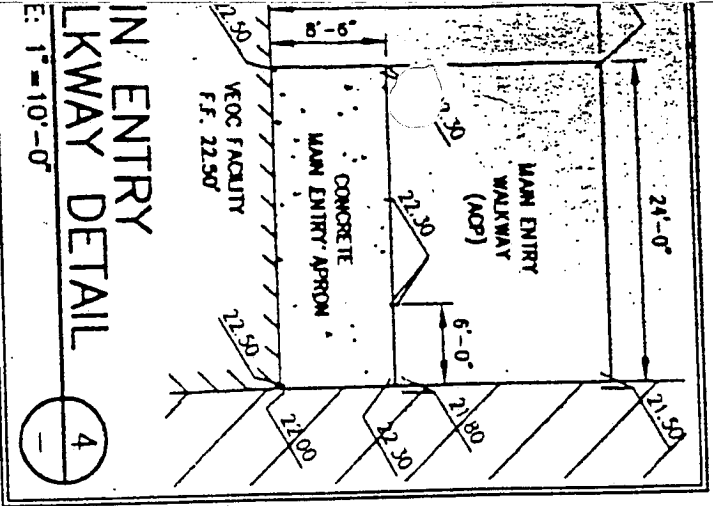 22.50
8'-6"
24'-0"
MAIN ENTRY
WALKWAY
(ACP)
22.30
CONCRETE
MAIN ENTRY APRON
6'-0"
VEOC FACILITY
F.F. 22.50'
22.50
22.00
22.30
21.80
21.50'
IN ENTRY
LKWAY DETAIL
E: 1"=10'-0"
4